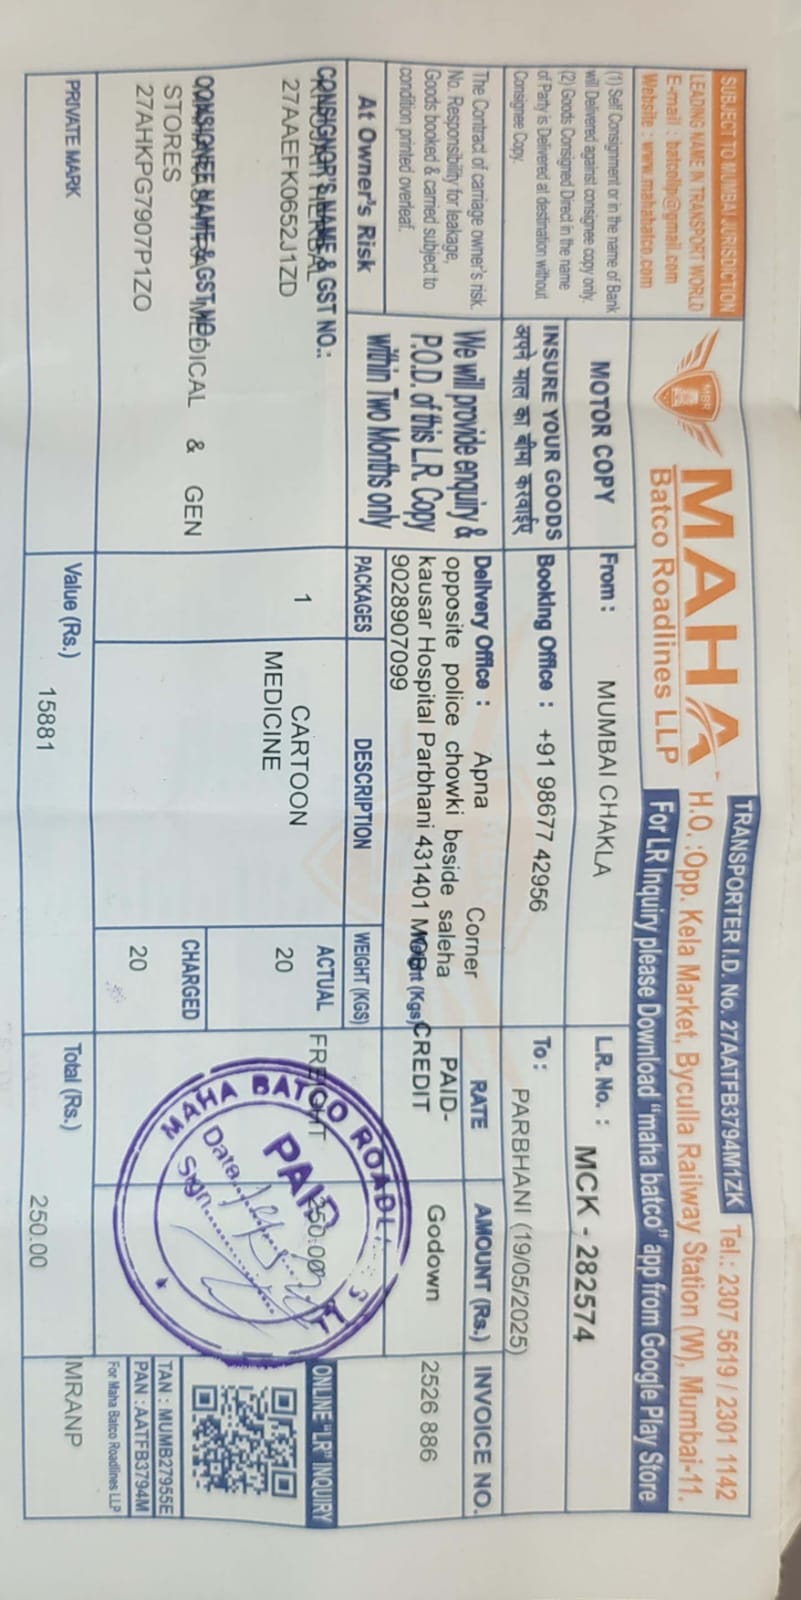 SUBJECT TO MUMBAI JURISDICTION
LEADING NAME IN TRANSPORT WORLD
E-mail : batcollp@gmail.com
Website : www.mahabatco.com
MBR
MAHA
Batco Roadlines LLP
TRANSPORTER I.D. No. 27AATFB3794M1ZK
Tel.: 2307 5619 / 2301 1142
H.O. :Opp. Kela Market, Byculla Railway Station (W), Mumbai-11.
For LR Inquiry please Download "maha batco" app from Google Play Store
(1) Self Consignment or in the name of Bank
will Delivered against consignee copy only.
(2) Goods Consigned Direct in the name
of Party is Delivered at destination without
Consignee Copy.
MOTOR COPY
From : MUMBAI CHAKLA
L.R. No. : MCK - 282574
INSURE YOUR GOODS
अपने माल का बीमा करवाईए
Booking Office : +91 98677 42956
To : PARBHANI (19/05/2025)
The Contract of carriage owner's risk.
No. Responsibility for leakage,
Goods booked & carried subject to
condition printed overleaf.
We will provide enquiry &
P.O.D. of this L.R. Copy
within Two Months only
Delivery Office : Apna Corner
opposite police chowki beside saleha
kausar Hospital Parbhani 431401
9028907099
RATE
AMOUNT (Rs.)
INVOICE NO.
PAID-
CREDIT
Godown
2526 886
At Owner's Risk
PACKAGES
DESCRIPTION
WEIGHT (KGS)
CONSIGNOR'S NAME & GST NO.:
27AAEFK0652J1ZD
1
CARTOON
MEDICINE
ACTUAL
20
FREIGHT
250.00
ONLINE "LR" INQUIRY
CONSIGNEE NAME & GST NO.
MEDICAL & GEN
STORES
27AHKPG7907P1ZO
CHARGED
20
MAHA BATCO ROADL
PAID
Date
Sign
TAN : MUMB27955E
PAN : AATFB3794M
For Maha Batco Roadlines LLP
PRIVATE MARK
Value (Rs.)
15881
Total (Rs.)
250.00
IMRANP